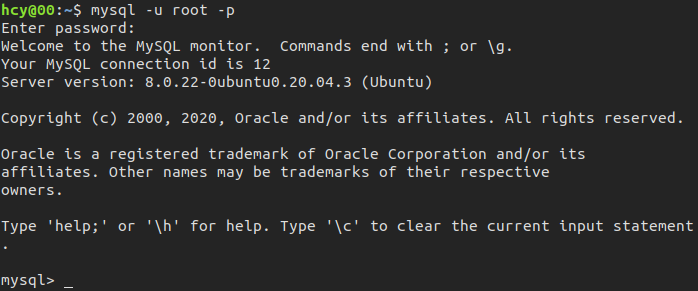 hcy@00:~$ mysql -u root -p
Enter password:
Welcome to the MySQL monitor.  Commands end with ; or \g.
Your MySQL connection id is 12
Server version: 8.0.22-0ubuntu0.20.04.3 (Ubuntu)

Copyright (c) 2000, 2020, Oracle and/or its affiliates. All rights reserved.

Oracle is a registered trademark of Oracle Corporation and/or its
affiliates. Other names may be trademarks of their respective
owners.

Type 'help;' or '\h' for help. Type '\c' to clear the current input statement
.

mysql> _